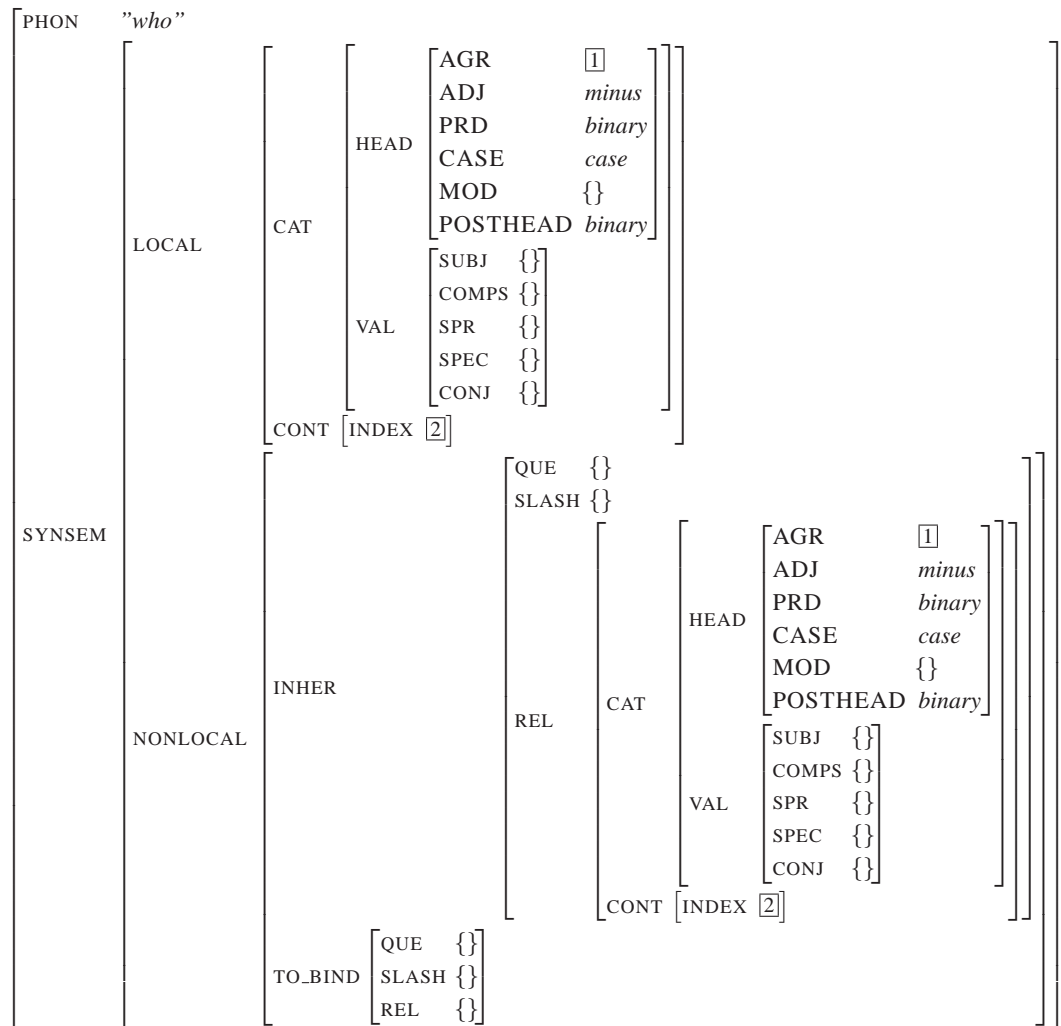 PHON "who"
AGR 1
ADJ minus
PRD binary
HEAD
CASE case
MOD {}
CAT
POSTHEAD binary
LOCAL
SUBJ {}
COMPS {}
VAL SPR {}
SPEC {}
CONJ {}
CONT [INDEX 2]
QUE {}
SLASH {}
SYNSEM
AGR 1
ADJ minus
PRD binary
HEAD
CASE case
MOD {}
INHER
POSTHEAD binary
REL CAT
NONLOCAL
SUBJ {}
COMPS {}
VAL SPR {}
SPEC {}
CONJ {}
CONT [INDEX 2]
QUE {}
TO_BIND SLASH {}
REL {}